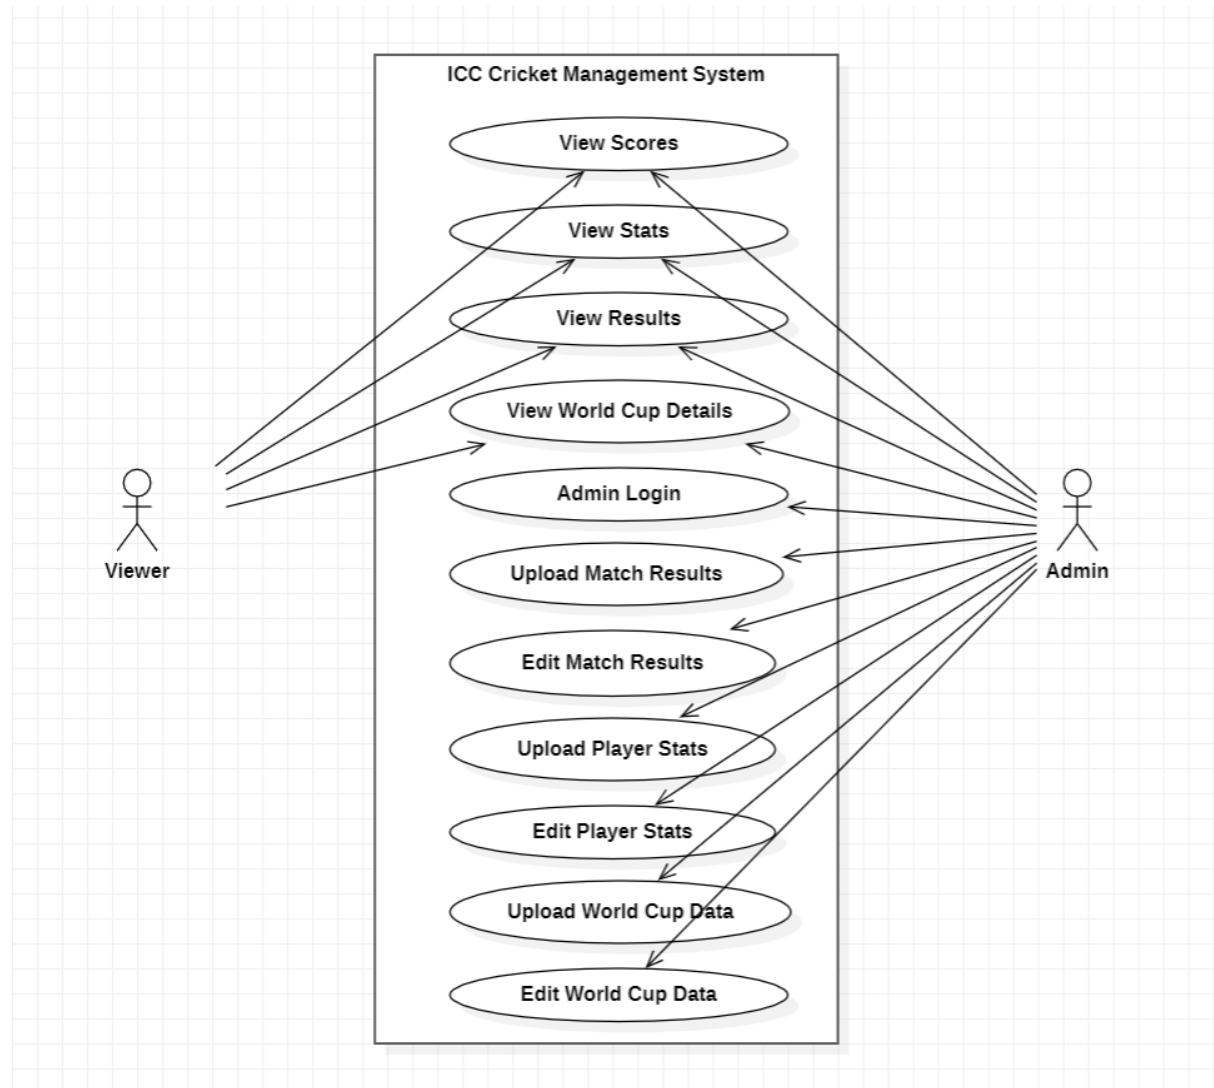 ICC Cricket Management System
View Scores
View Stats
View Results
View World Cup Details
Admin Login
Upload Match Results
Edit Match Results
Upload Player Stats
Edit Player Stats
Upload World Cup Data
Edit World Cup Data
Viewer
Admin